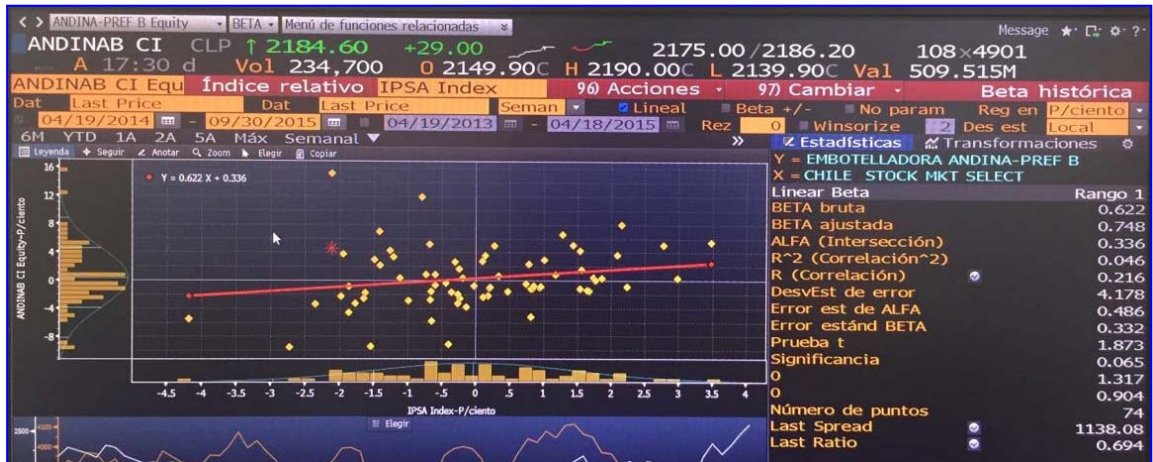 < > ANDINA-PREF B Equity BETA Menú de funciones relacionadas
Message
ANDINAB CI CLP ↑ 2184.60 +29.00 2175.00/2186.20 108×4901
A 17:30 d Vol 234,700 O 2149.90C H 2190.00C L 2139.90C Val 509.515M
ANDINAB CI Equ Índice relativo IPSA Index 96) Acciones 97) Cambiar Beta histórica
Dat Last Price Dat Last Price Seman Lineal Beta +/- No param Reg en P/ciento
04/19/2014 - 09/30/2015 04/19/2013 - 04/18/2015 Rez 0 Winsorize 2 Des est Local
6M YTD 1A 2A 5A Máx Semanal ▼ » Estadísticas Transformaciones
Leyenda Seguir Anotar Zoom Elegir Copiar
Y = EMBOTELLADORA ANDINA-PREF B
X = CHILE STOCK MKT SELECT
Linear Beta Rango 1
BETA bruta 0.622
BETA ajustada 0.748
ALFA (Intersección) 0.336
R^2 (Correlación^2) 0.046
R (Correlación) 0.216
DesvEst de error 4.178
Error est de ALFA 0.486
Error estánd BETA 0.332
Prueba t 1.873
Significancia 0.065
0 1.317
0 0.904
Número de puntos 74
Last Spread 1138.08
Last Ratio 0.694
Y = 0.622 X + 0.336
ANDINAB CI Equity-P/ciento
16
12
8
4
0
-4
-8
-4.5 -4 -3.5 -3 -2.5 -2 -1.5 -1 -.5 0 .5 1 1.5 2 2.5 3 3.5 4
IPSA Index-P/ciento
Elegir
2500
4100
4000